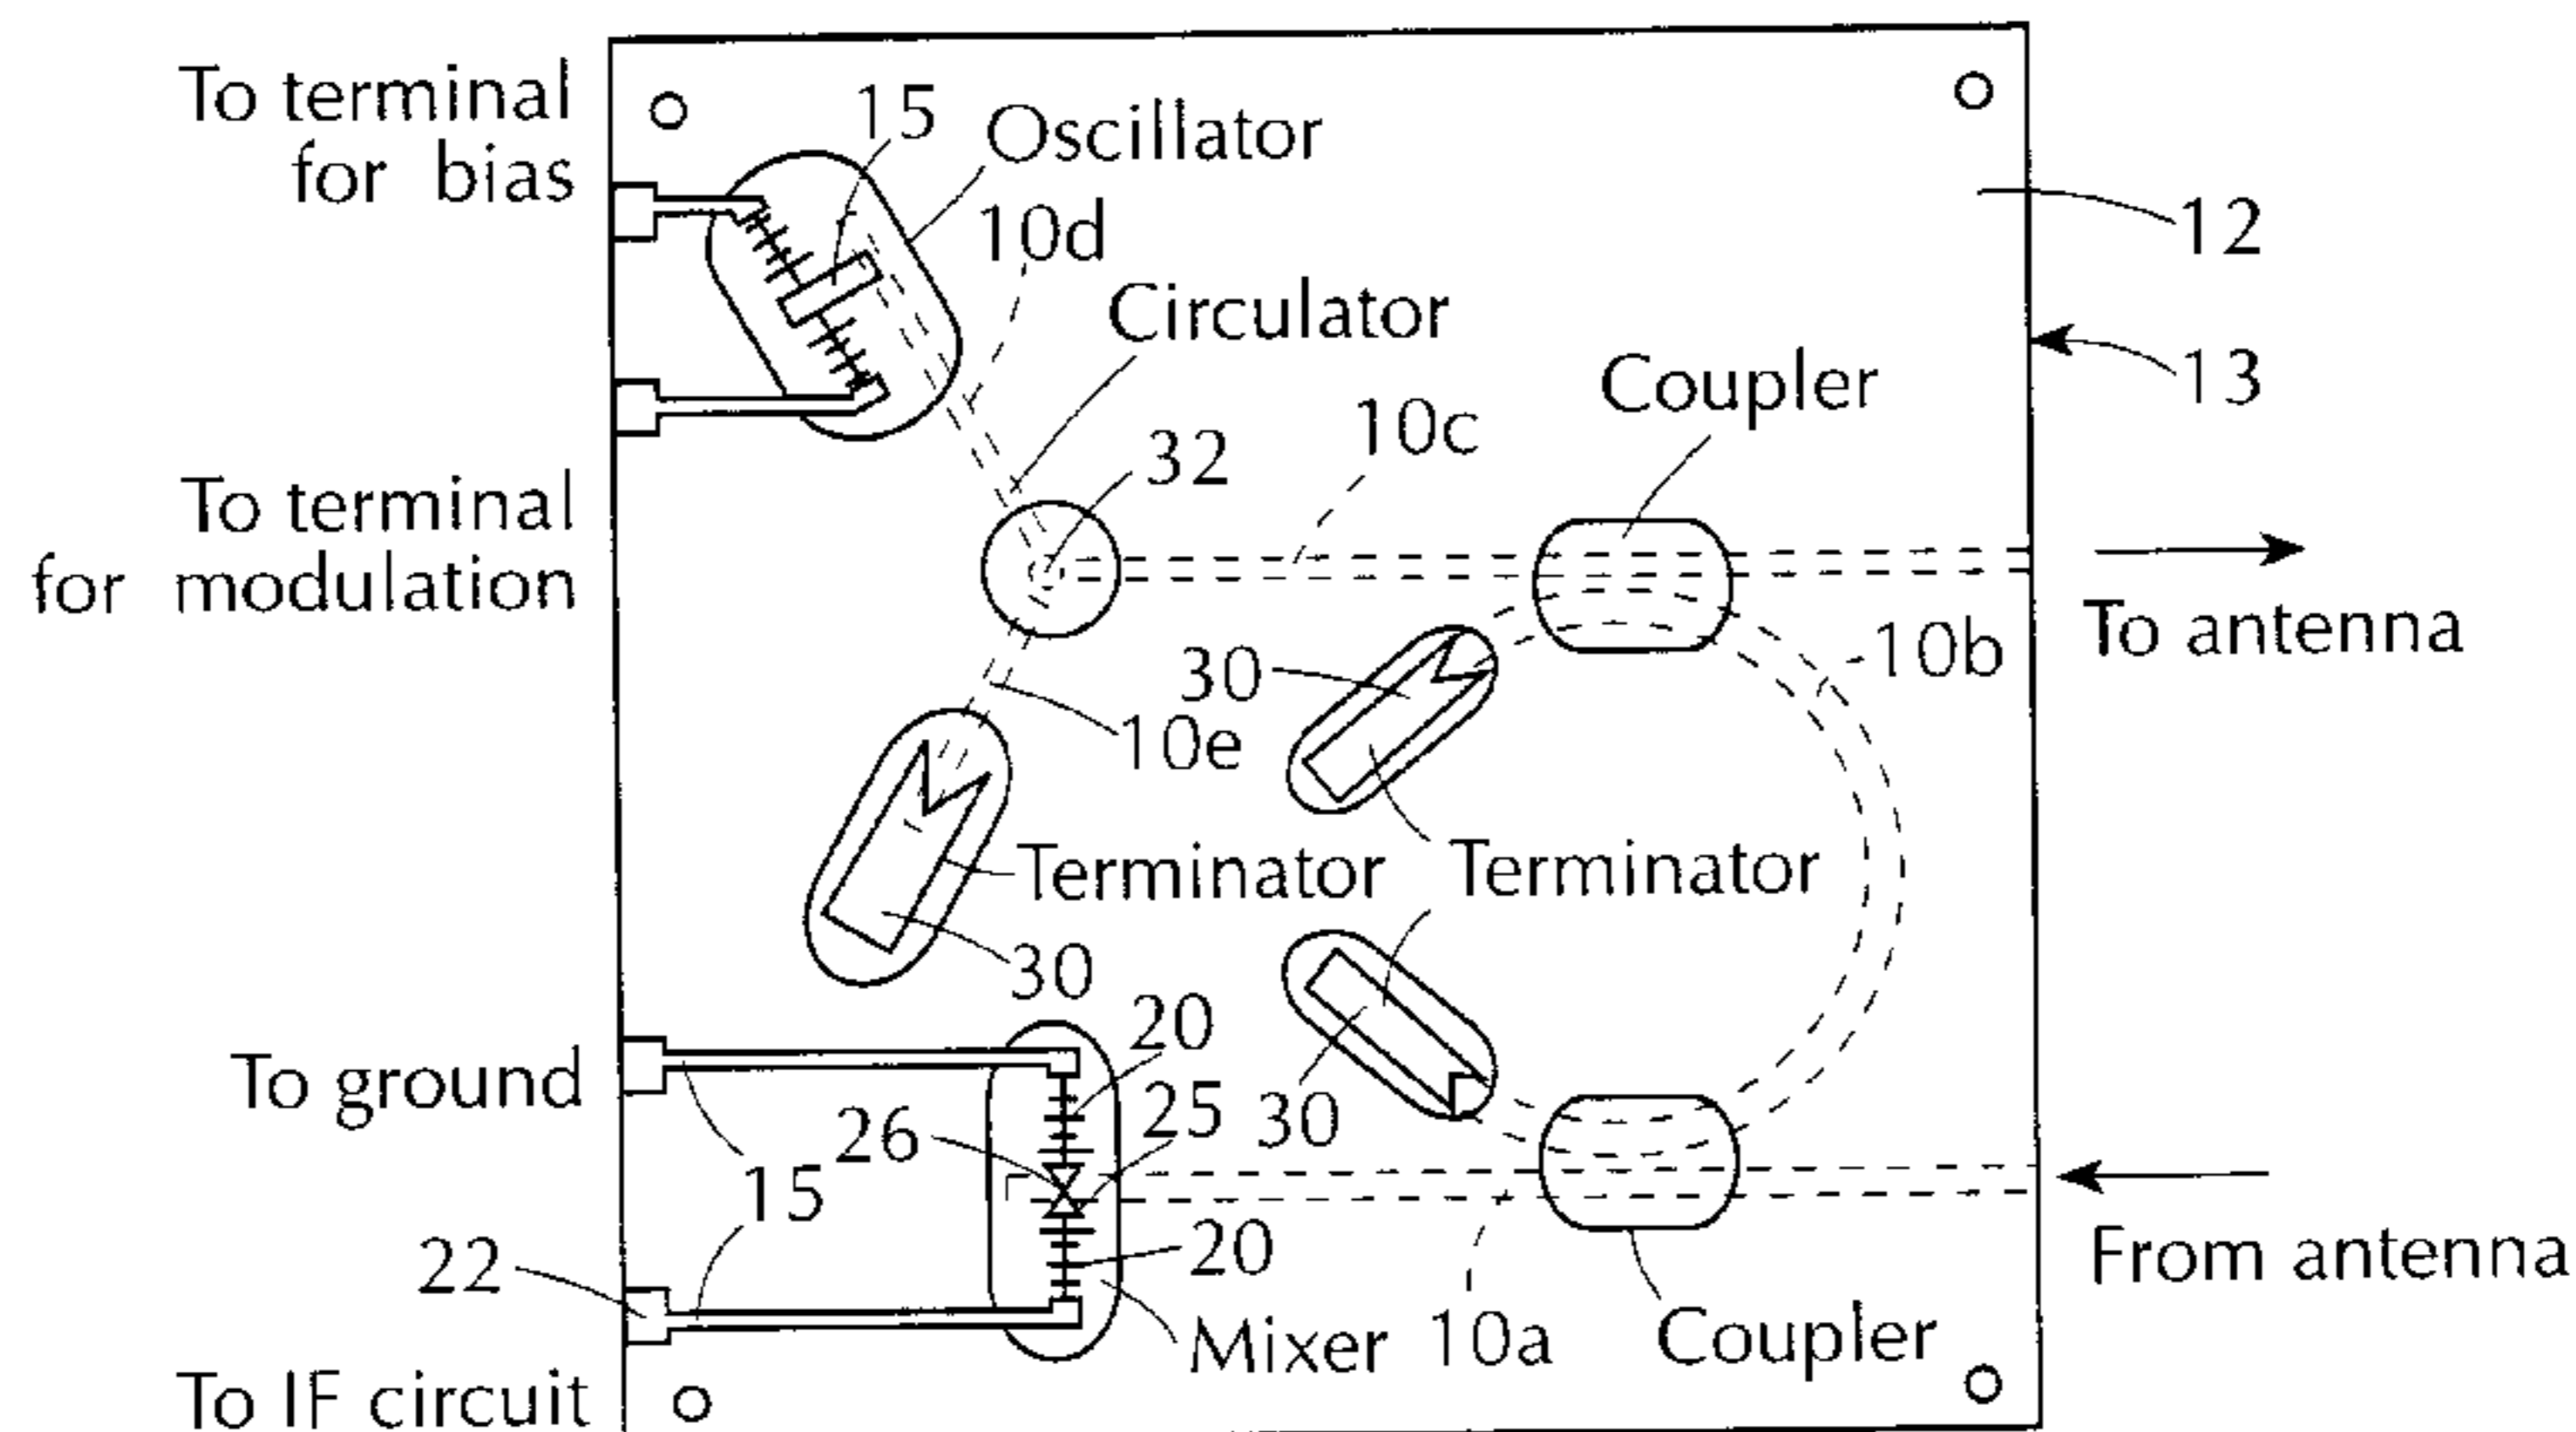 To terminal
for bias
15
Oscillator
10d
12
Circulator
13
Coupler
10c
32
To terminal
for modulation
To antenna
10b
30
10e
Terminator
Terminator
30
20
To ground
25
30
26
15
20
22
From antenna
Mixer
10a
Coupler
To IF circuit